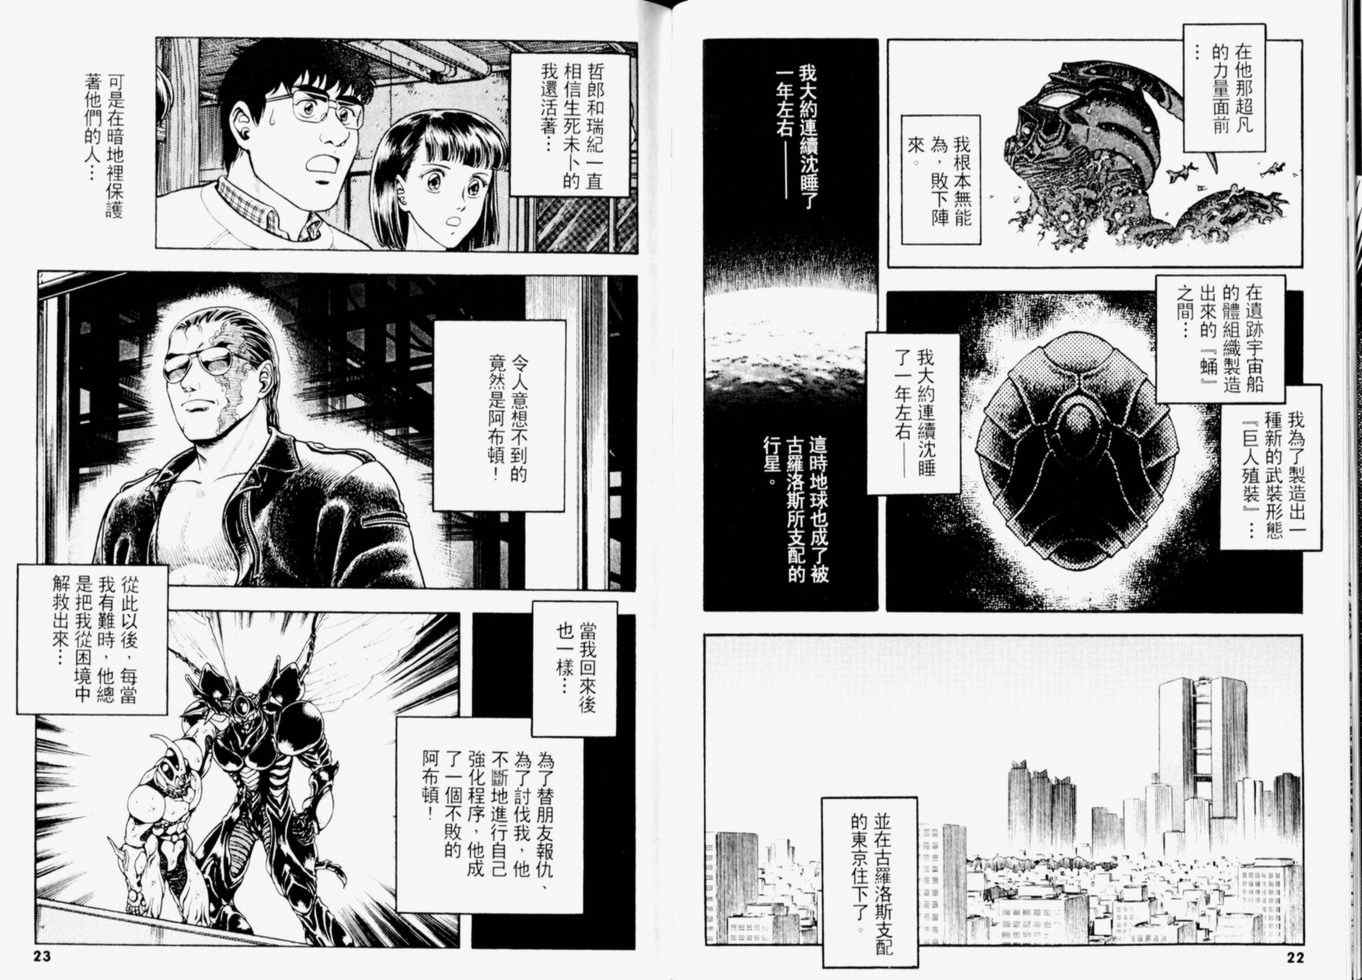 在他那超凡
的力量面前
…
我根本無能
為，敗下陣
來。
在遺跡宇宙船
的體組織製造
出來的『蛹』
之間…
我為了製造出一
種新的武裝形態
『巨人殖裝』…
我大約連續沈睡
了一年左右——
我大約連續沈睡了
一年左右——
這時地球也成了被
古羅洛斯所支配的
行星。
並在古羅洛斯支配
的東京住下了。
22
哲郎和瑞紀一直
相信生死未卜的
我還活著…
可是在暗地裡保護
著他們的人…
令人意想不到的
竟然是阿布頓！
當我回來後
也一樣…
從此以後，每當
我有難時，他總
是把我從困境中
解救出來…
為了替朋友報仇、
為了討伐我，他
不斷地進行自己
強化程序，他成
了一個不敗的
阿布頓！
23